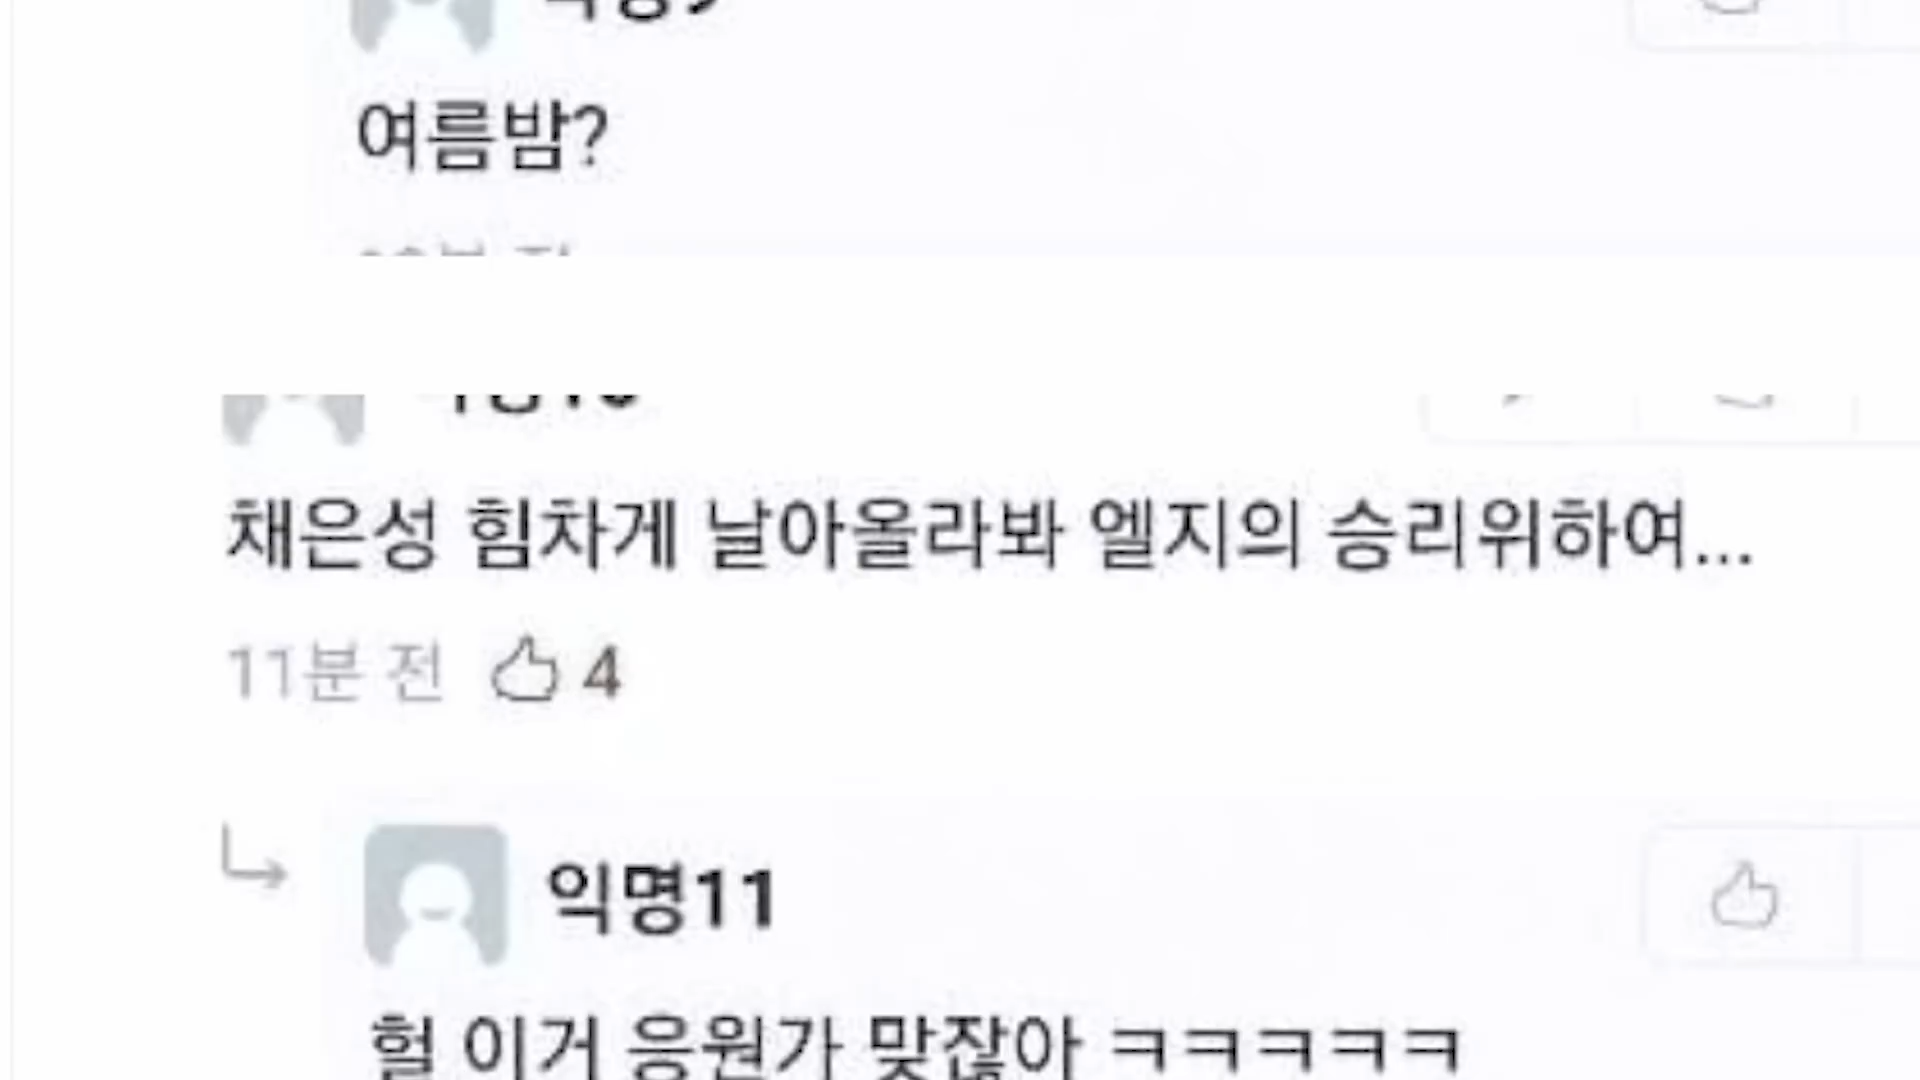 여름밤?
채은성 힘차게 날아올라봐 엘지의 승리위하여...
11분 전 4
익명11
헐 이거 응원가 맞잖아 ㅋㅋㅋㅋㅋ